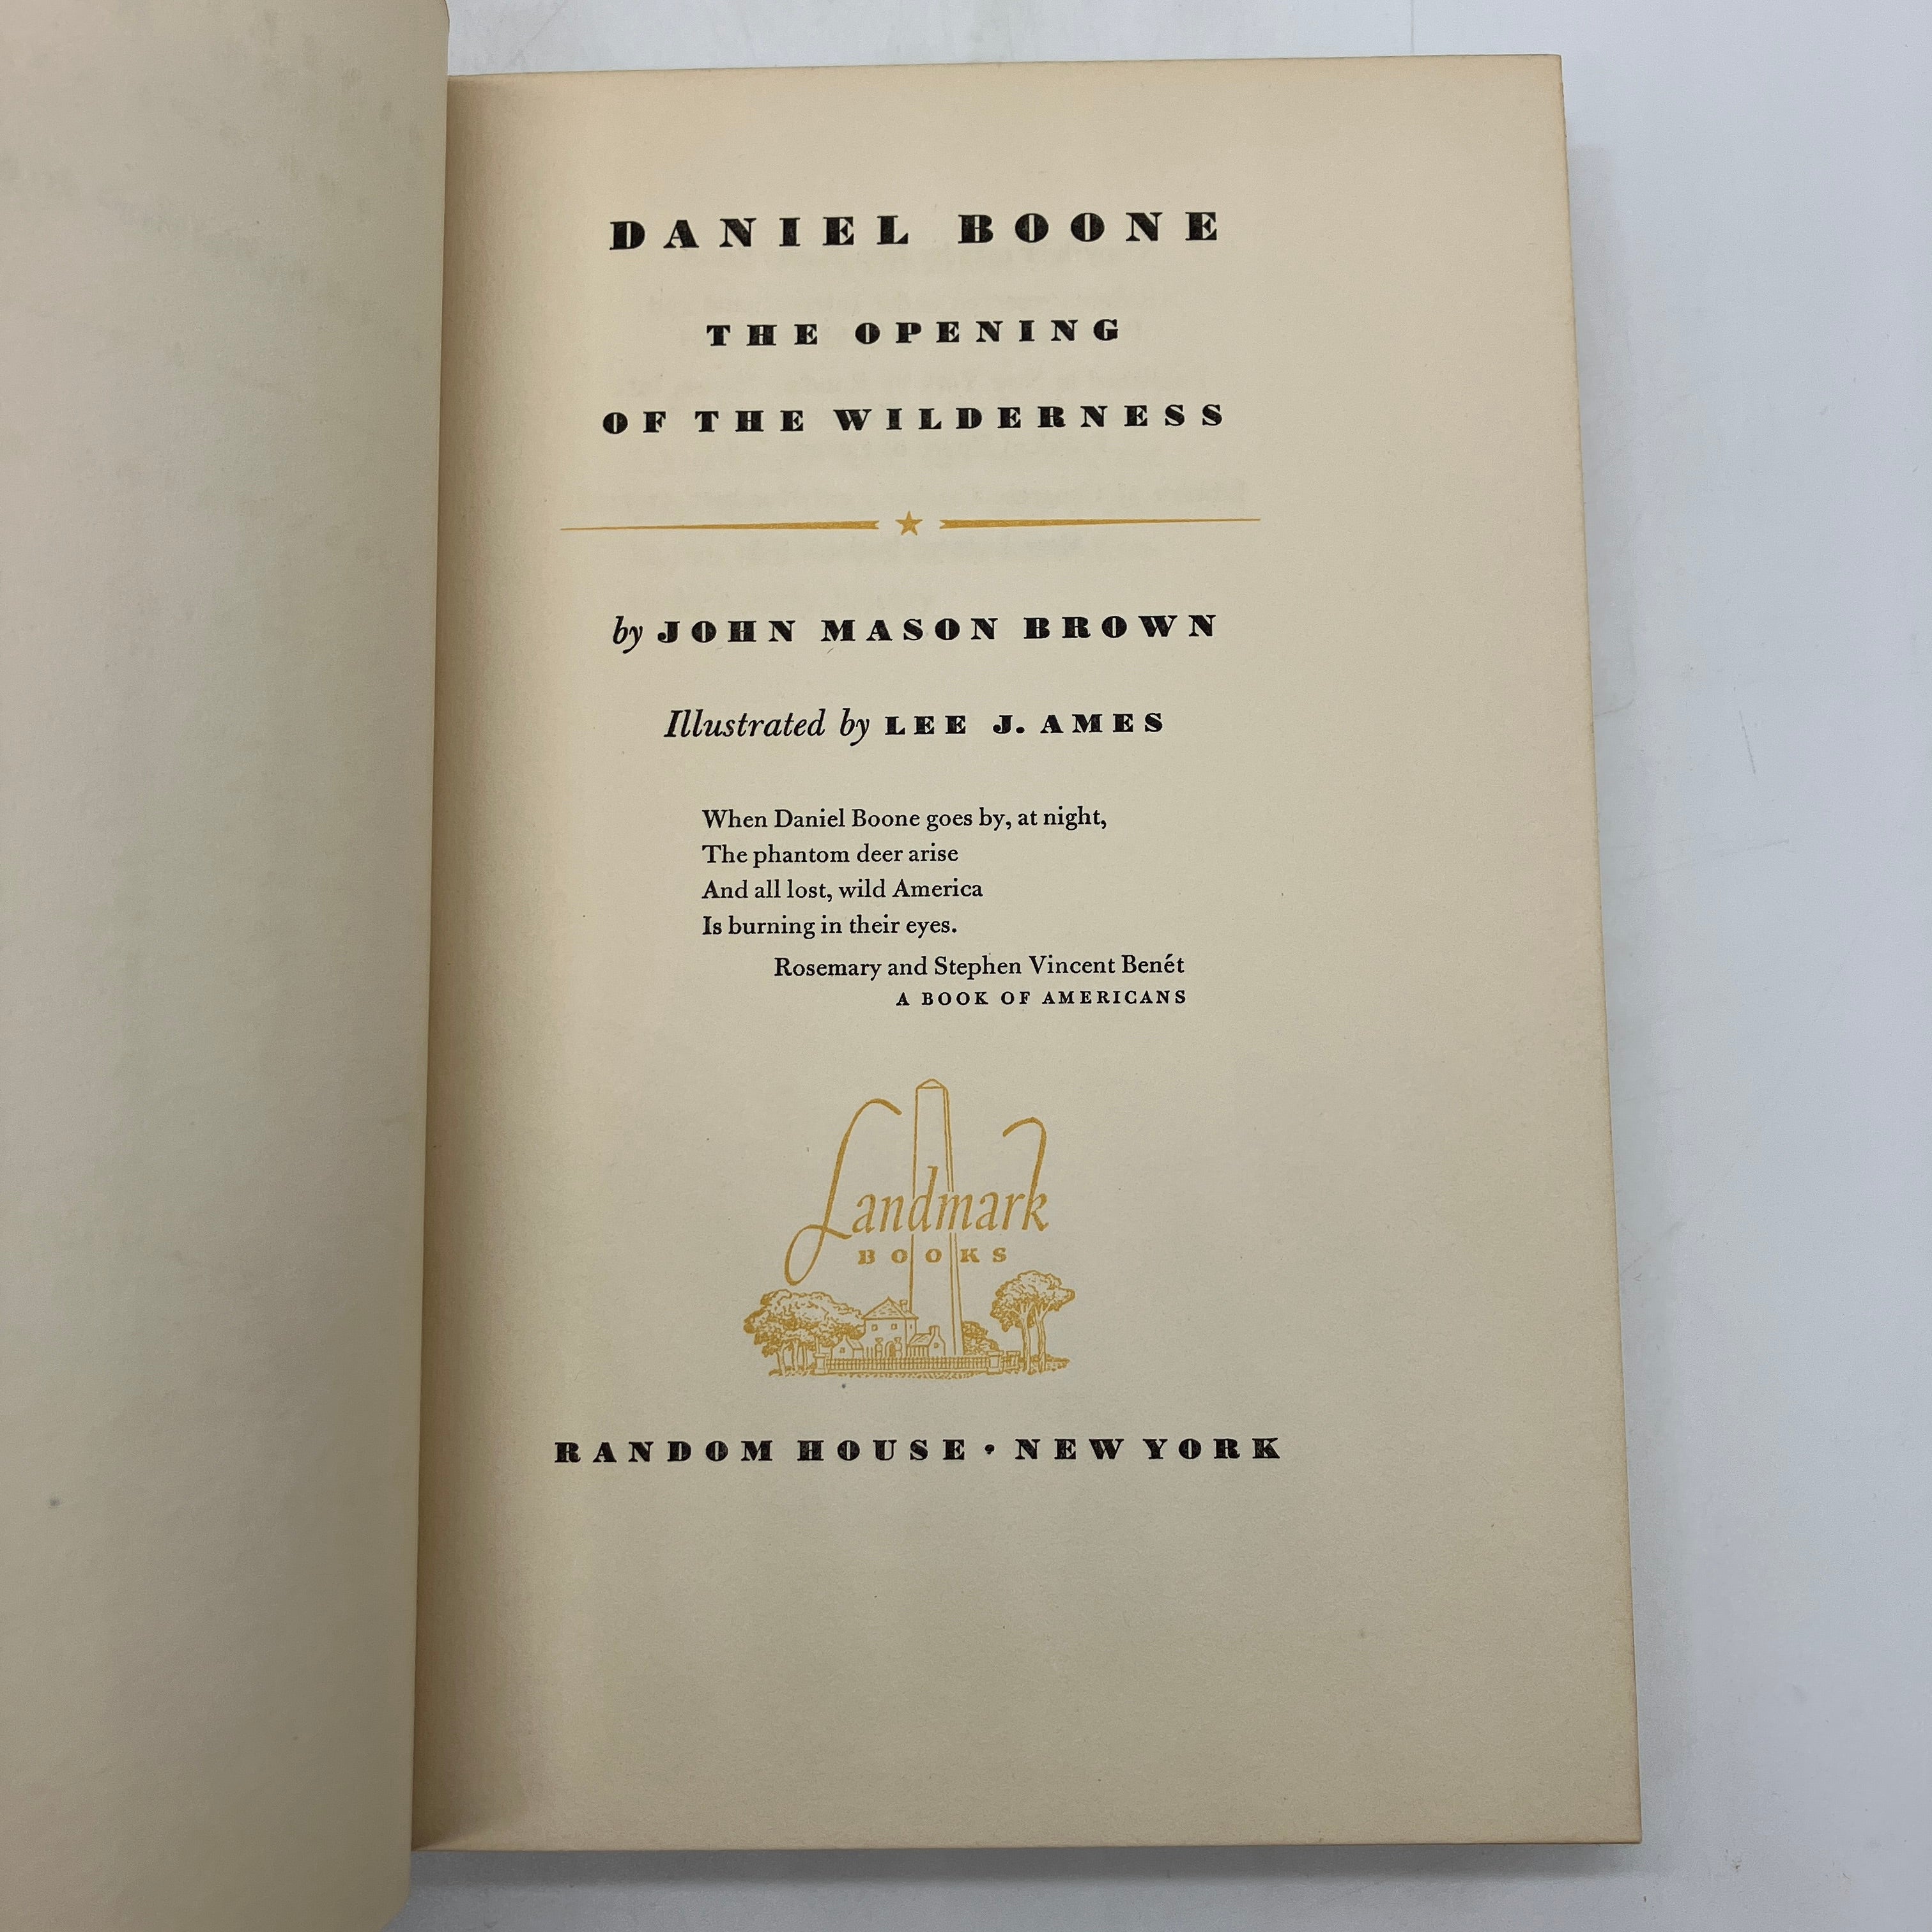 DANIEL BOONE
THE OPENING
OF THE WILDERNESS
by JOHN MASON BROWN
Illustrated by LEE J. AMES
When Daniel Boone goes by, at night,
The phantom deer arise
And all lost, wild America
Is burning in their eyes.
Rosemary and Stephen Vincent Benét
A BOOK OF AMERICANS
Landmark
BOOKS
RANDOM HOUSE · NEW YORK